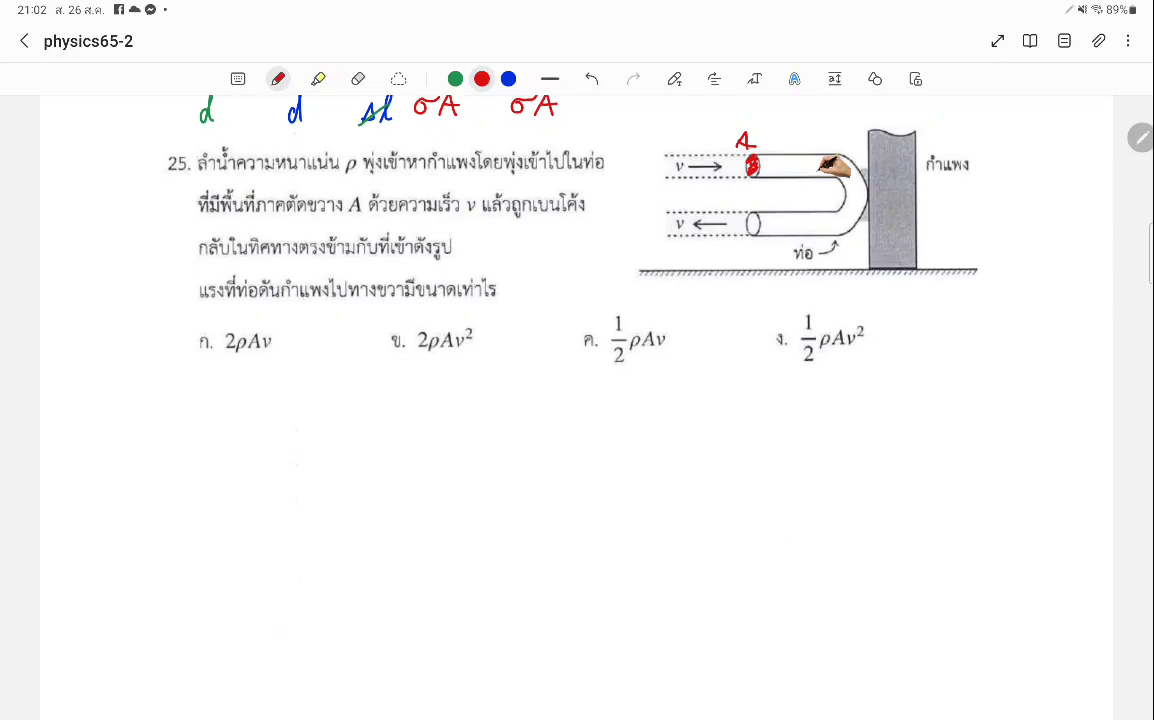 21:02 ส. 26 ส.ค. 89%
physics65-2
d d Δl σA σA
25. ลำน้ำความหนาแน่น ρ พุ่งเข้าหากำแพงโดยพุ่งเข้าไปในท่อ
ที่มีพื้นที่ภาคตัดขวาง A ด้วยความเร็ว v แล้วถูกเบนโค้ง
กลับในทิศทางตรงข้ามกับที่เข้าดังรูป
แรงที่ท่อดันกำแพงไปทางขวามีขนาดเท่าไร
A
v
กำแพง
v
ท่อ
ก. 2ρAv ข. 2ρAv² ค. 1/2 ρAv ง. 1/2 ρAv²